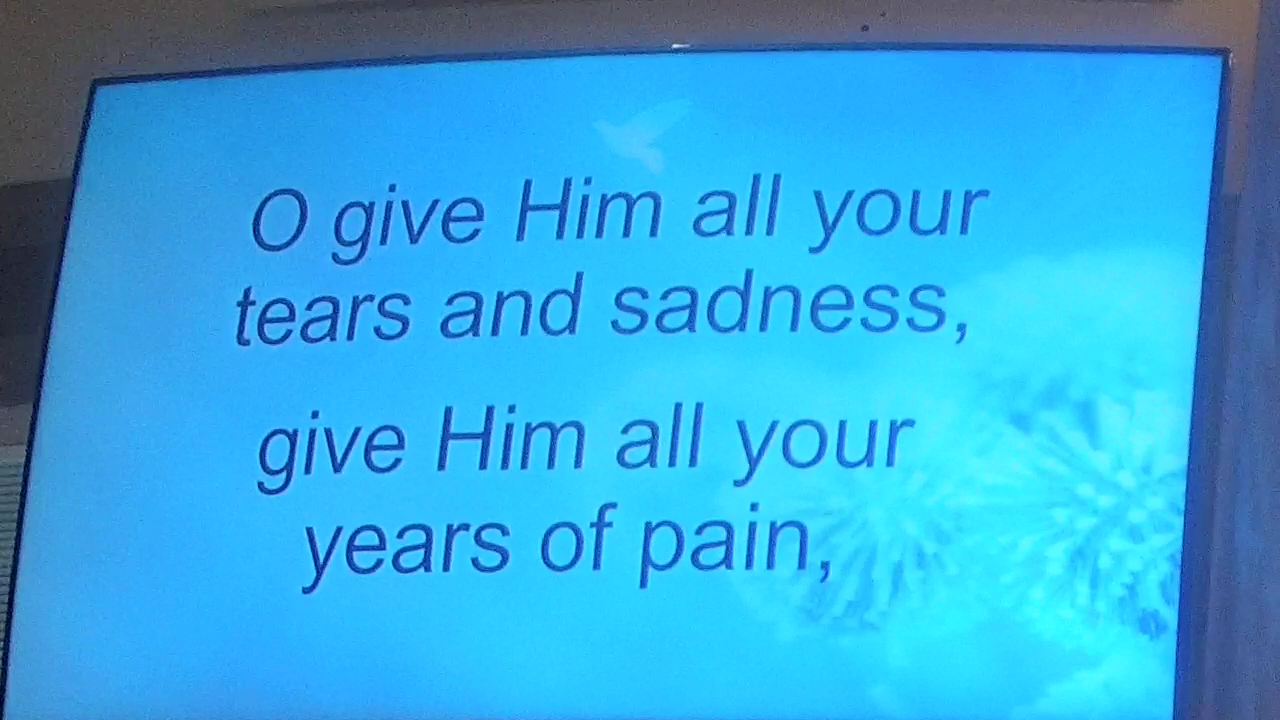 O give Him all your
tears and sadness,
give Him all your
years of pain,